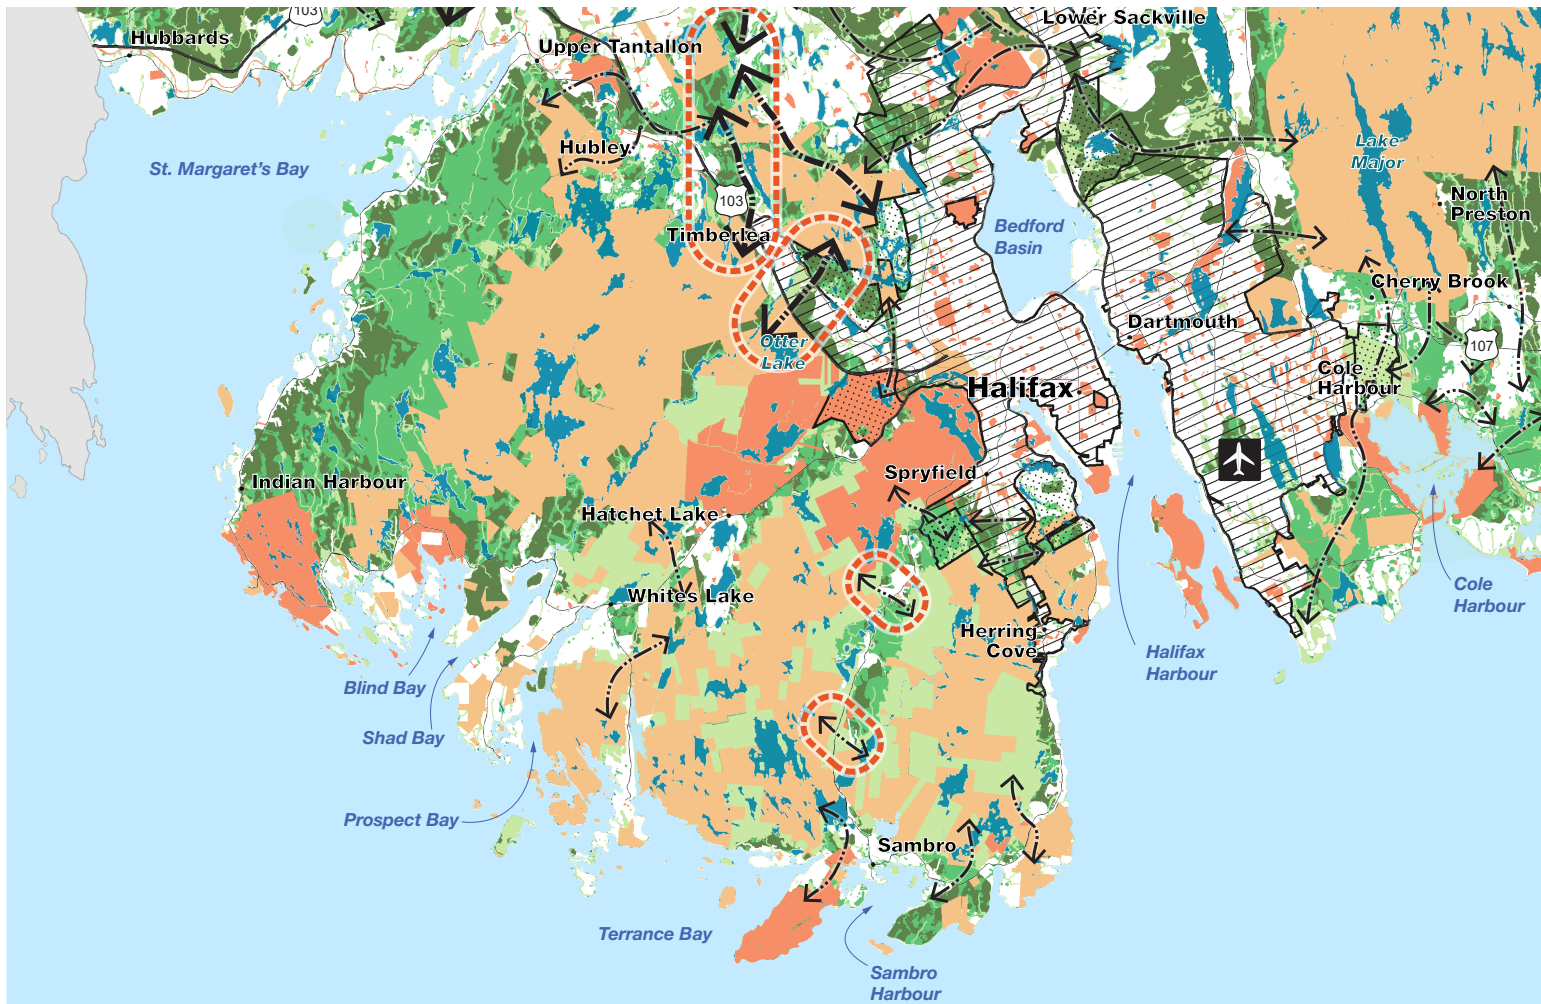 103
Lower Sackville
Hubbards
Upper Tantallon
Hubley
Lake
Major
St. Margaret's Bay
103
North
Preston
Timberlea
Bedford
Basin
Cherry Brook
Dartmouth
107
Otter
Lake
Cole
Harbour
Halifax
Spryfield
Indian Harbour
Hatchet Lake
Whites Lake
Cole
Harbour
Herring
Cove
Halifax
Harbour
Blind Bay
Shad Bay
Prospect Bay
Sambro
Terrance Bay
Sambro
Harbour